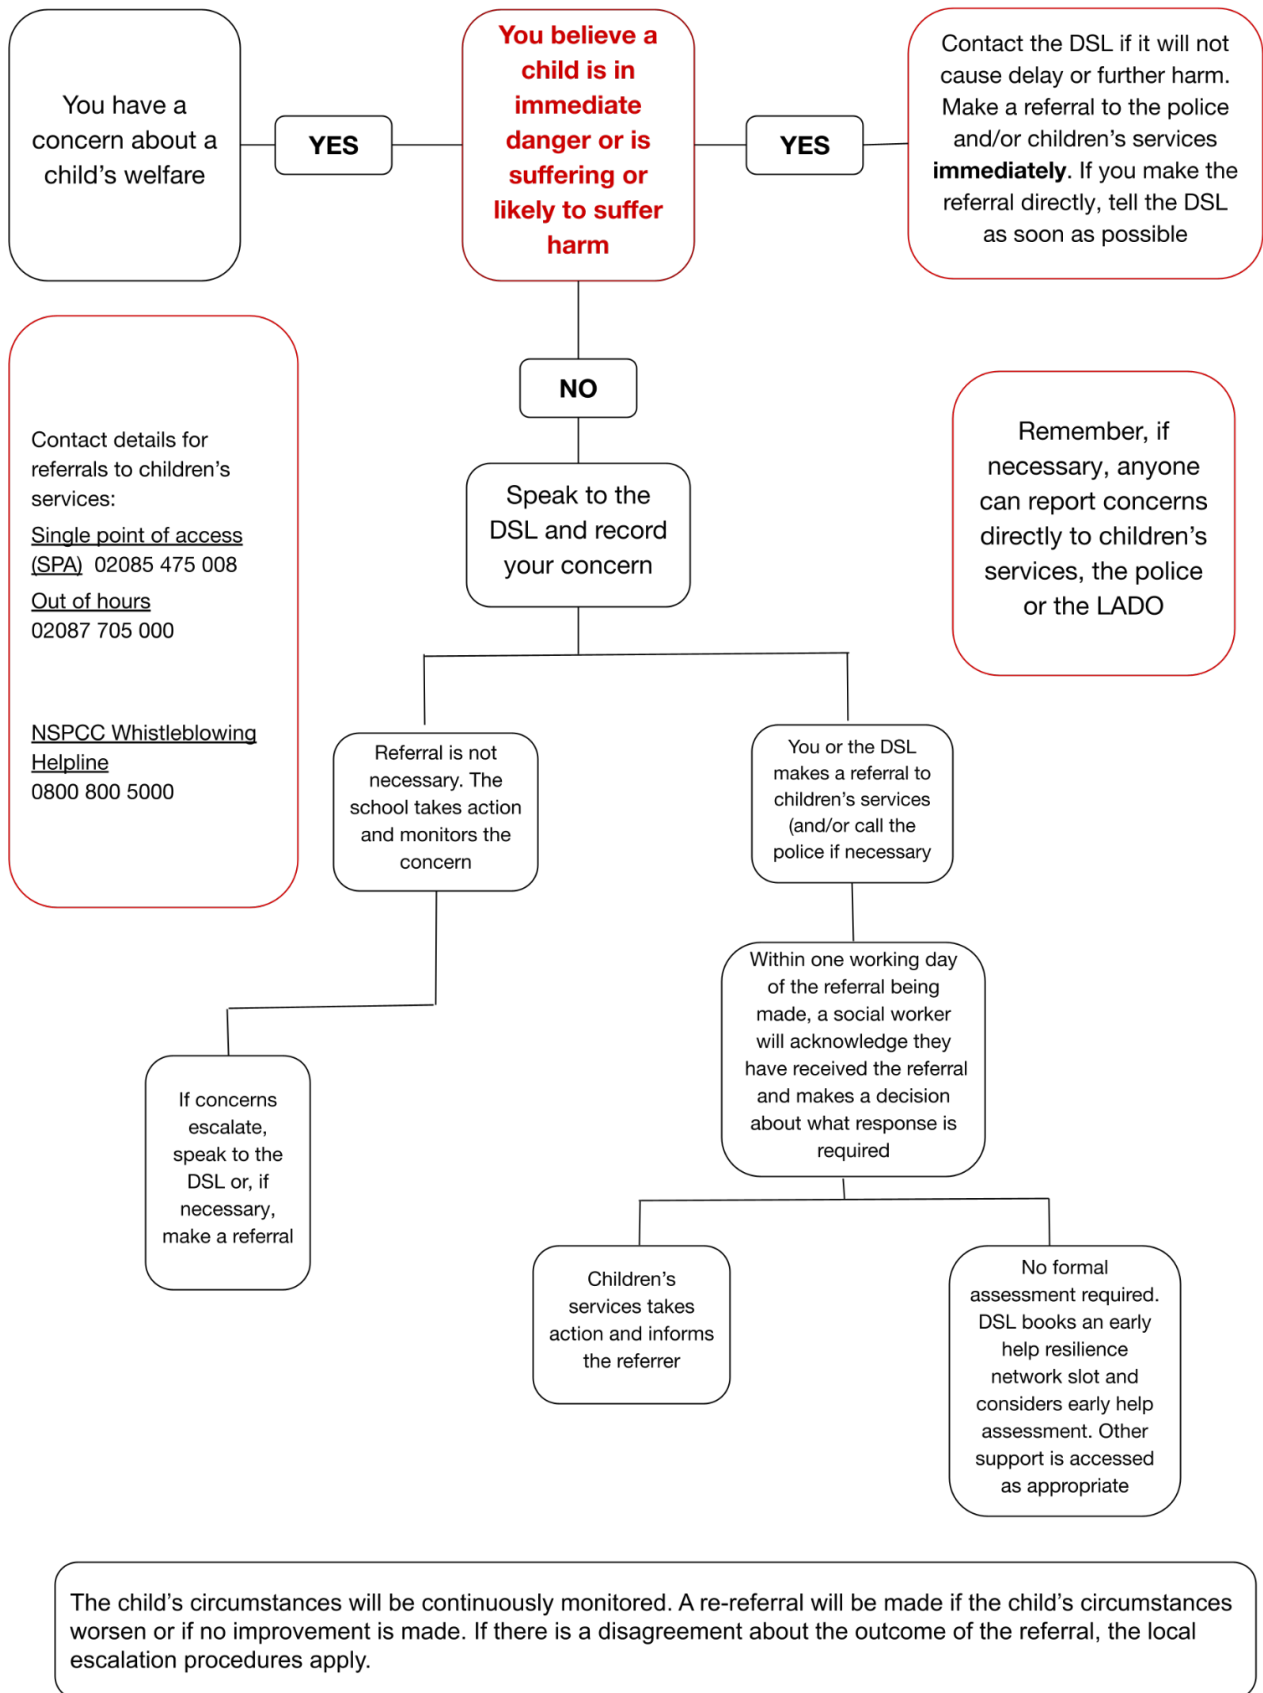 You have a
concern about a
child's welfare
YES
You believe a
child is in
immediate
danger or is
suffering or
likely to suffer
harm
YES
Contact the DSL if it will not
cause delay or further harm.
Make a referral to the police
and/or children's services
immediately. If you make the
referral directly, tell the DSL
as soon as possible
NO
Contact details for
referrals to children's
services:
Single point of access
(SPA) 02085 475 008
Out of hours
02087 705 000
NSPCC Whistleblowing
Helpline
0800 800 5000
Speak to the
DSL and record
your concern
Remember, if
necessary, anyone
can report concerns
directly to children's
services, the police
or the LADO
Referral is not
necessary. The
school takes action
and monitors the
concern
You or the DSL
makes a referral to
children's services
(and/or call the
police if necessary
If concerns
escalate,
speak to the
DSL or, if
necessary,
make a referral
Within one working day
of the referral being
made, a social worker
will acknowledge they
have received the referral
and makes a decision
about what response is
required
Children's
services takes
action and informs
the referrer
No formal
assessment required.
DSL books an early
help resilience
network slot and
considers early help
assessment. Other
support is accessed
as appropriate
The child's circumstances will be continuously monitored. A re-referral will be made if the child's circumstances
worsen or if no improvement is made. If there is a disagreement about the outcome of the referral, the local
escalation procedures apply.